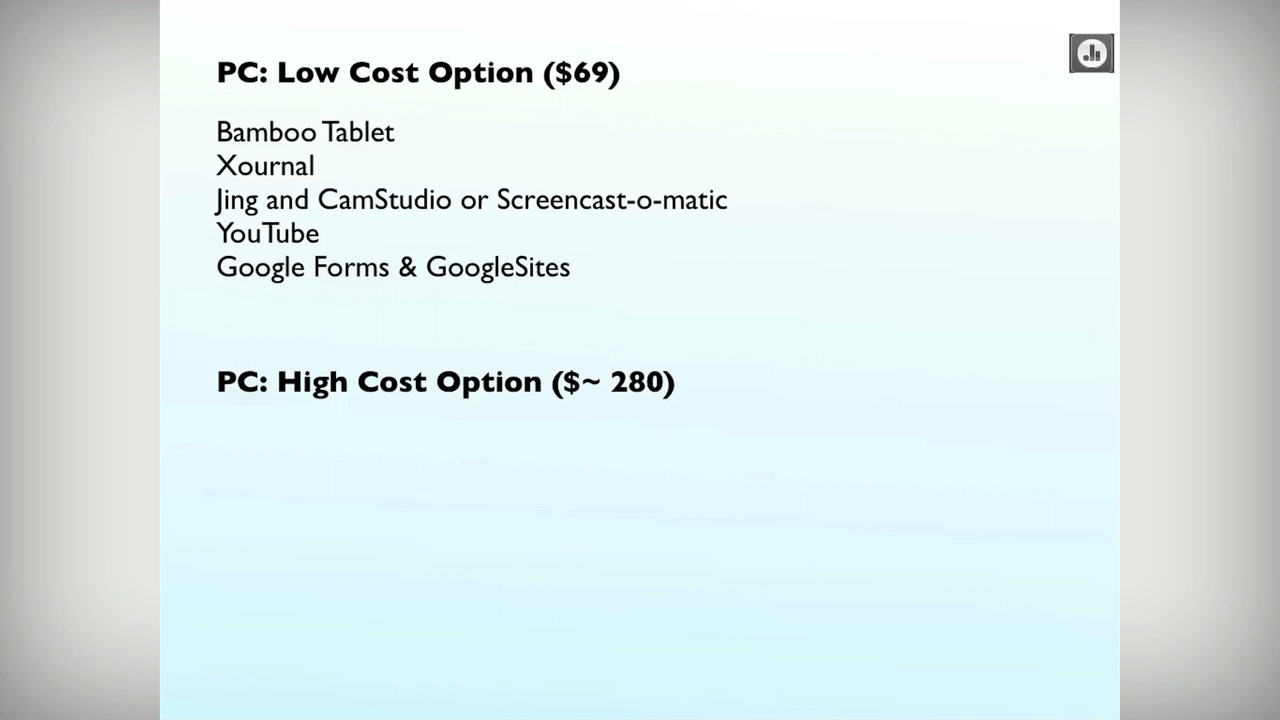 PC: Low Cost Option ($69)
Bamboo Tablet
Xournal
Jing and CamStudio or Screencast-o-matic
YouTube
Google Forms & GoogleSites
PC: High Cost Option ($~ 280)